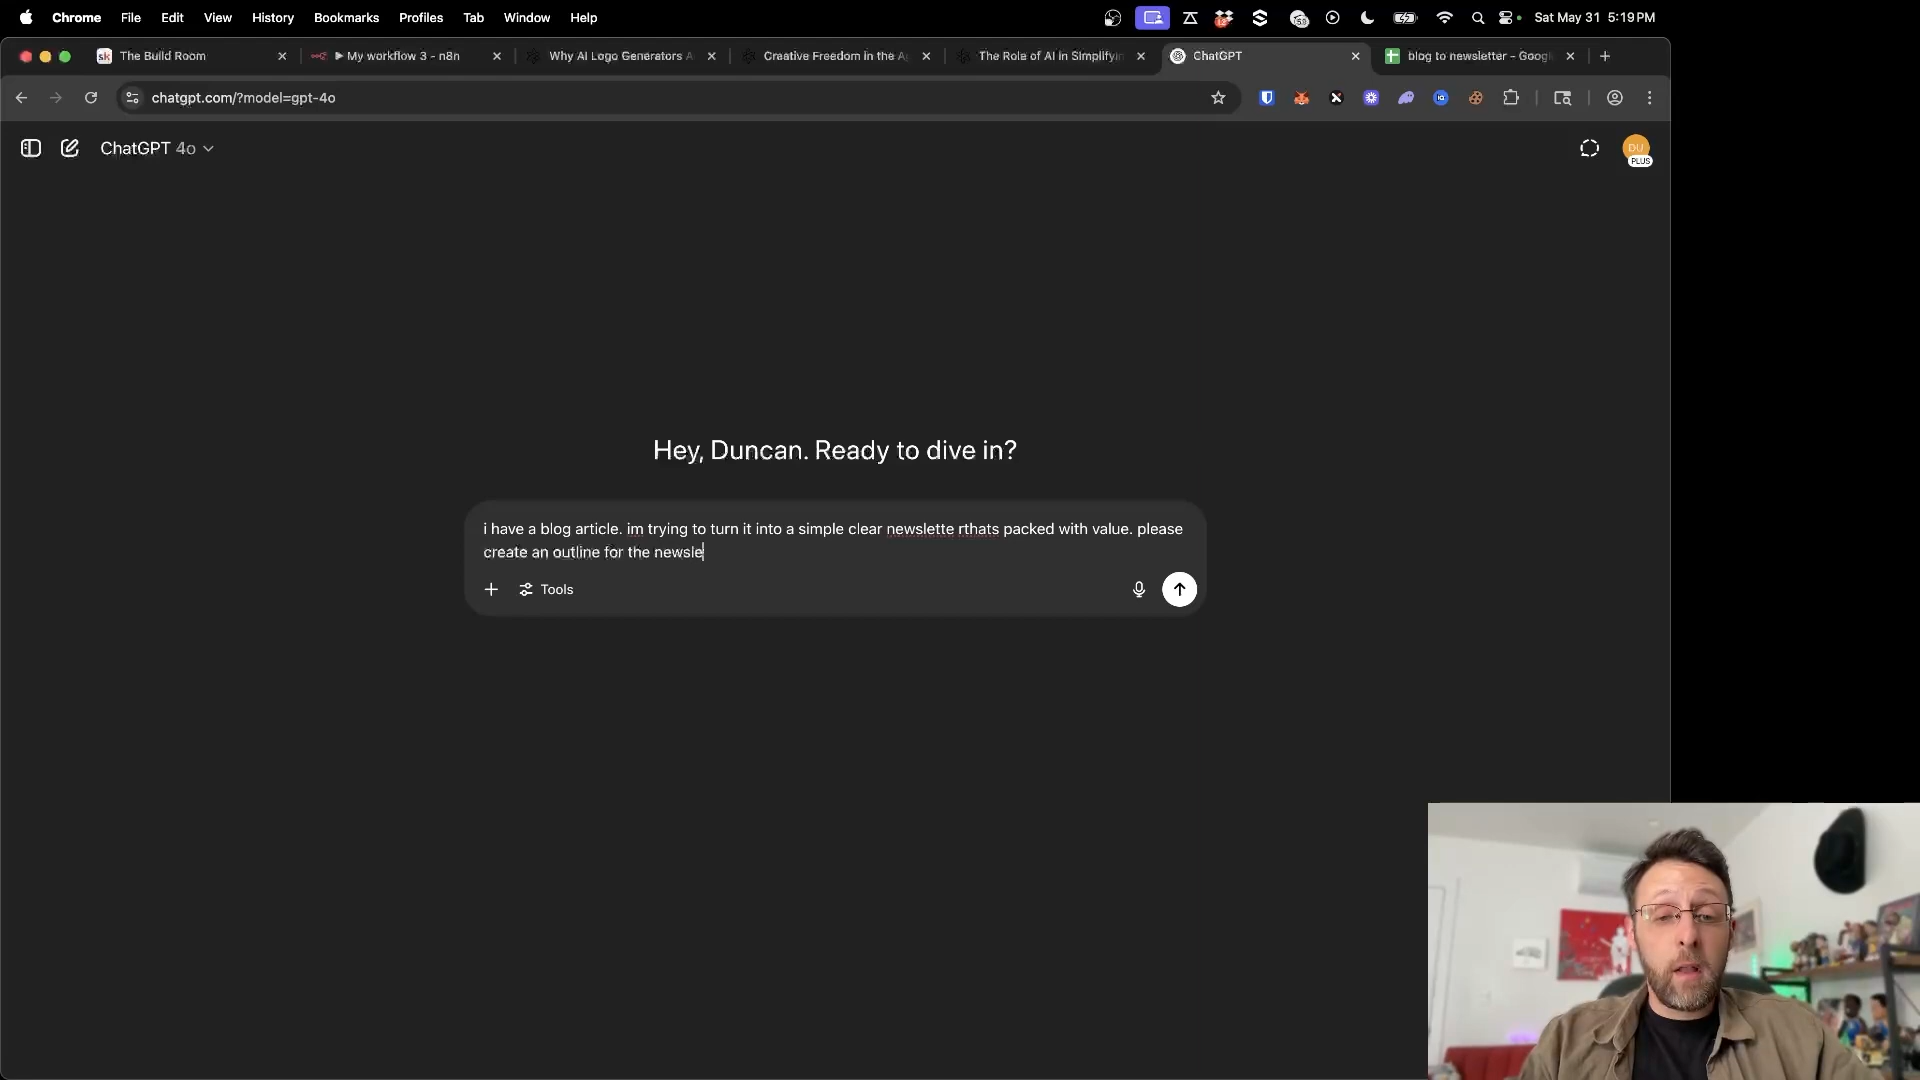 Chrome File Edit View History Bookmarks Profiles Tab Window Help Sat May 31 5:19 PM
The Build Room My workflow 3 - n8n Why AI Logo Generators Creative Freedom in the The Role of AI in Simplifyin ChatGPT blog to newsletter - Googl
chatgpt.com/?model=gpt-4o
ChatGPT 4o
DU
PLUS
Hey, Duncan. Ready to dive in?
i have a blog article. im trying to turn it into a simple clear newslette rthats packed with value. please
create an outline for the newsle
Tools